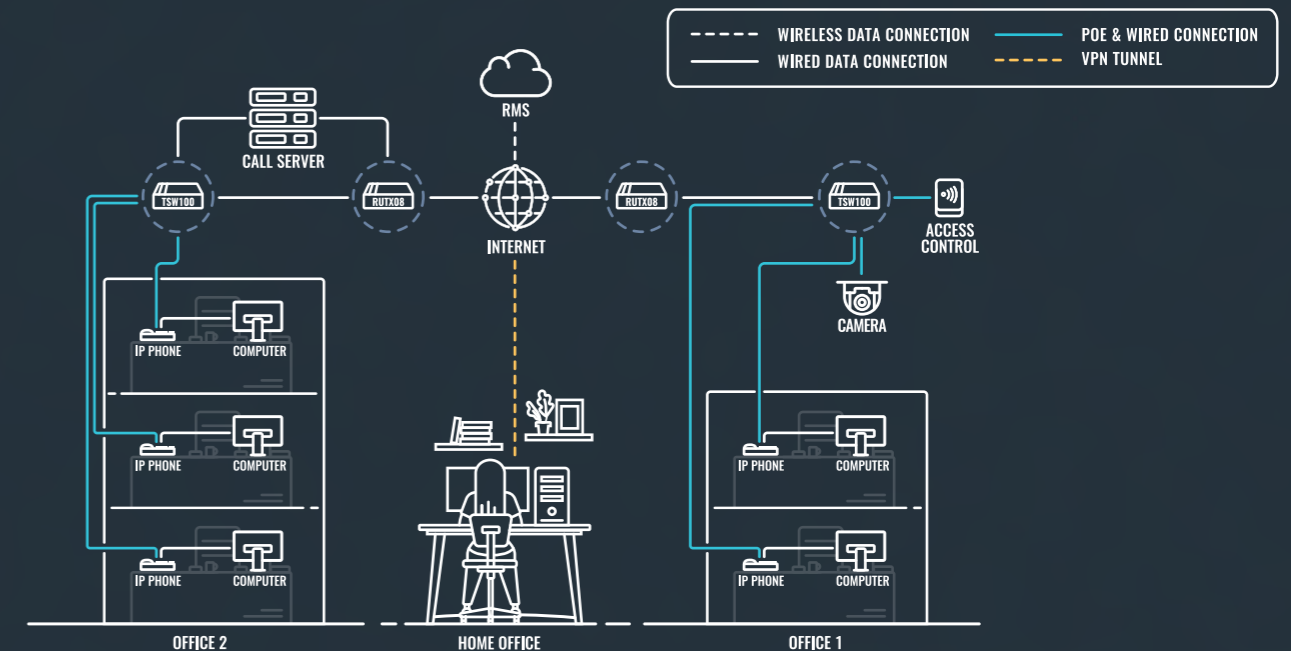 WIRELESS DATA CONNECTION
POE & WIRED CONNECTION
WIRED DATA CONNECTION
VPN TUNNEL
RMS
CALL SERVER
TSW100
RUTX08
INTERNET
RUTX08
TSW100
ACCESS
CONTROL
CAMERA
IP PHONE
COMPUTER
IP PHONE
COMPUTER
IP PHONE
COMPUTER
IP PHONE
COMPUTER
IP PHONE
COMPUTER
OFFICE 2
HOME OFFICE
OFFICE 1